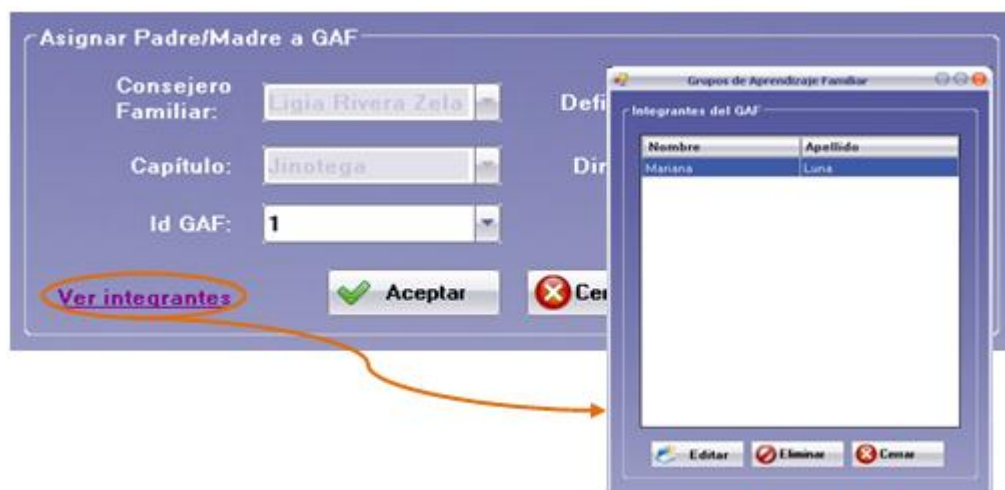 Asignar Padre/Madre a GAF
Consejero
Familiar:
Ligia Rivera Zela
Defi
Capítulo:
Jinotega
Dir
Id GAF:
1
Ver integrantes
Aceptar
Cer
Grupos de Aprendizaje Familiar
Integrantes del GAF
Nombre Apellido
Mariana Luna
Editar Eliminar Cerrar